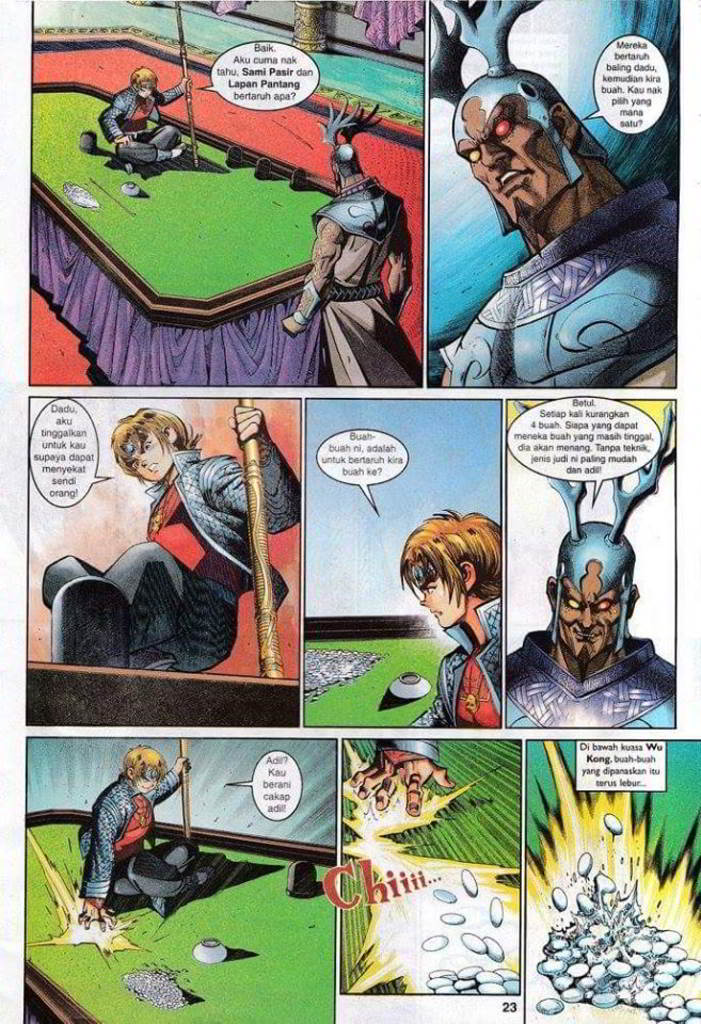 Baik.
Aku cuma nak
tahu, Sami Pasir dan
Lapan Pantang
bertaruh apa?
Mereka
bertaruh
baling dadu,
kemudian kira
buah. Kau nak
pilih yang
mana
satu?
Dadu,
aku
tinggalkan
untuk kau
supaya dapat
menyekat
sendi
orang!
Buah-
buah ni, adalah
untuk bertaruh kira
buah ke?
Betul.
Setiap kali kurangkan
4 buah. Siapa yang dapat
meneka buah yang masih tinggal,
dia akan menang. Tanpa teknik,
jenis judi ni paling mudah
dan adil!
Adil?
Kau
berani
cakap
adil!
Chiiii...
Di bawah kuasa Wu
Kong, buah-buah
yang dipanaskan itu
terus lebur...
23